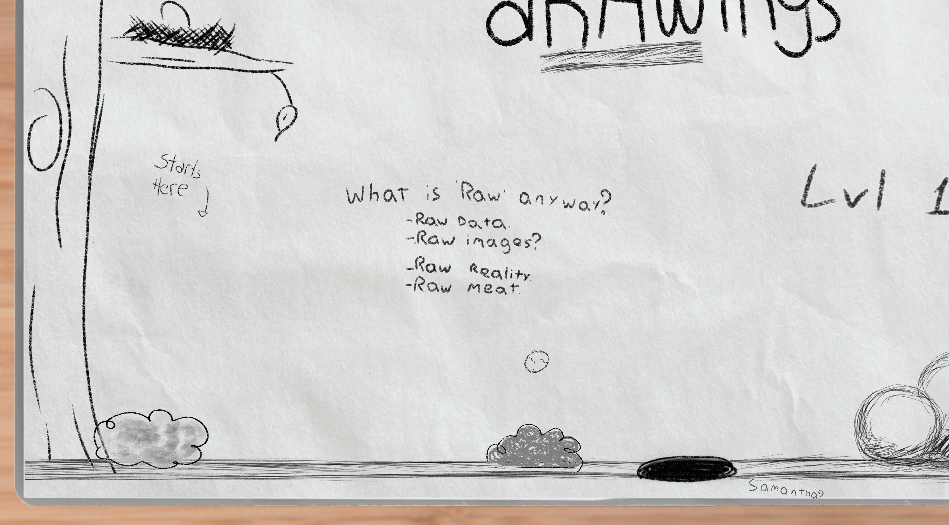 drawings
Starts
Here
What is 'Raw' anyway?
-Raw Data.
-Raw images?
-Raw Reality.
-Raw Meat.
Lvl 1
Samantha?